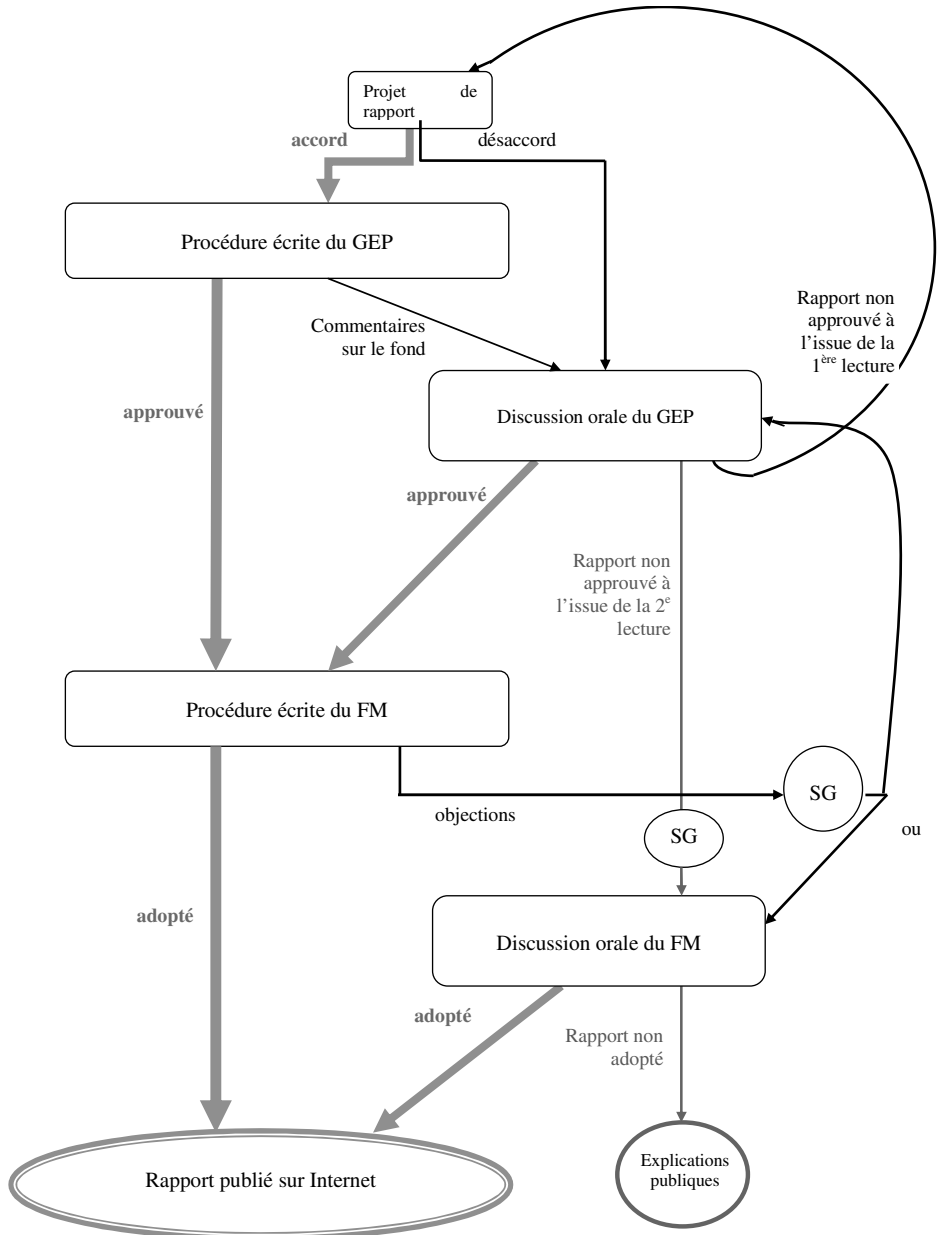 Projet de
rapport
accord
désaccord
Procédure écrite du GEP
Rapport non
approuvé à
l’issue de la
1ère lecture
Commentaires
sur le fond
approuvé
Discussion orale du GEP
approuvé
Rapport non
approuvé à
l’issue de la 2e
lecture
Procédure écrite du FM
SG
objections
ou
SG
adopté
Discussion orale du FM
adopté
Rapport non
adopté
Rapport publié sur Internet
Explications
publiques